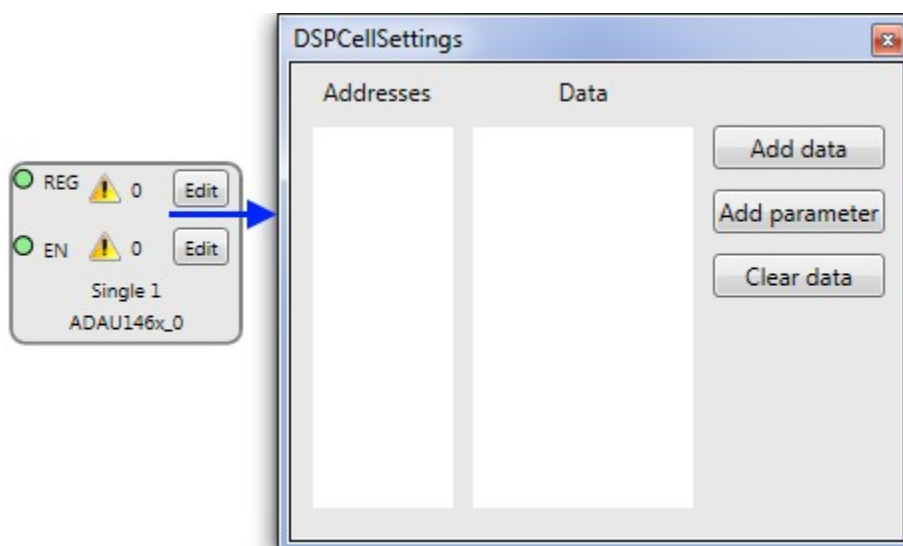 DSPCellSettings
Addresses Data
Add data
Add parameter
Clear data
REG 0 Edit
EN 0 Edit
Single 1
ADAU146x_0